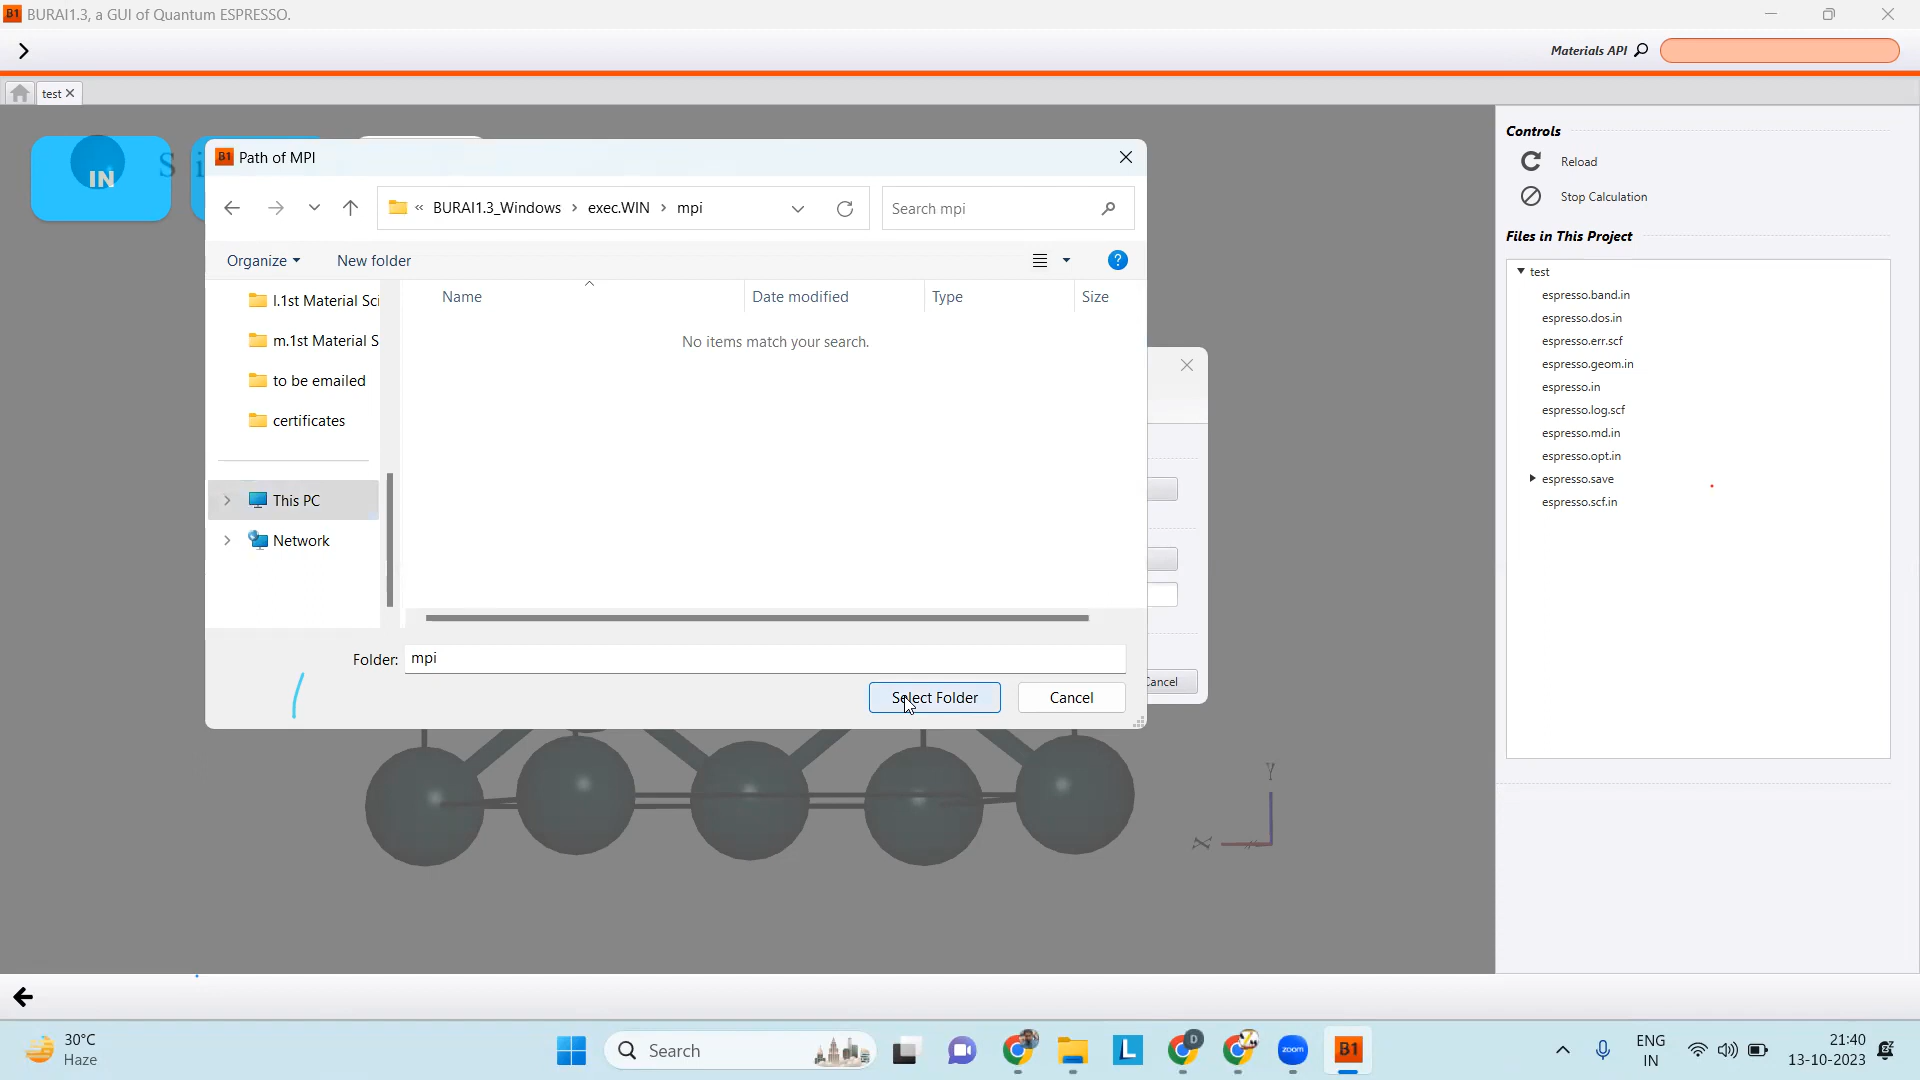 B1 BURAI1.3, a GUI of Quantum ESPRESSO.
Materials API
test
IN
S i
B1 Path of MPI
« BURAI1.3_Windows > exec.WIN > mpi
Search mpi
Organize
New folder
?
Name
Date modified
Type
Size
No items match your search.
l.1st Material Sci
m.1st Material S
to be emailed
certificates
This PC
Network
Folder: mpi
Select Folder
Cancel
Cancel
Y
X
Controls
Reload
Stop Calculation
Files in This Project
test
espresso.band.in
espresso.dos.in
espresso.err.scf
espresso.geom.in
espresso.in
espresso.log.scf
espresso.md.in
espresso.opt.in
espresso.save
espresso.scf.in
30°C
Haze
Search
L
D
zoom
B1
ENG
IN
21:40
13-10-2023